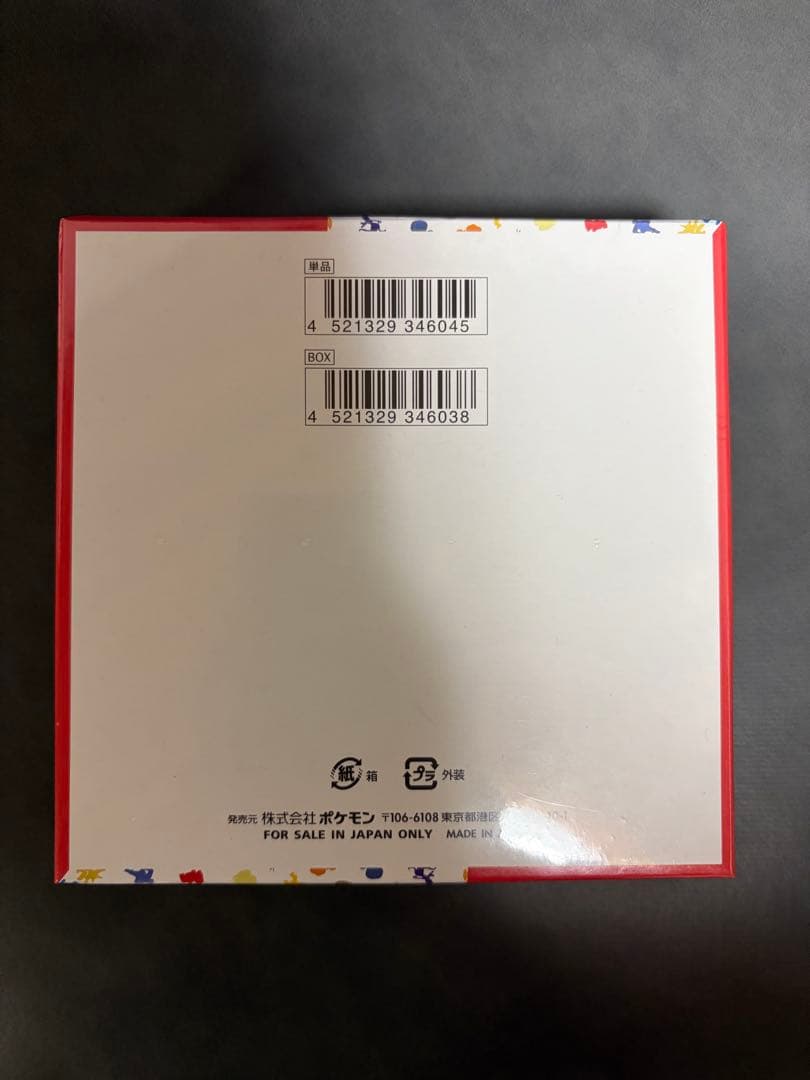 単品
4 521329 346045
BOX
4 521329 346038
紙 箱
プラ 外装
発売元 株式会社ポケモン 〒106-6108 東京都港区 10-1
FOR SALE IN JAPAN ONLY MADE IN